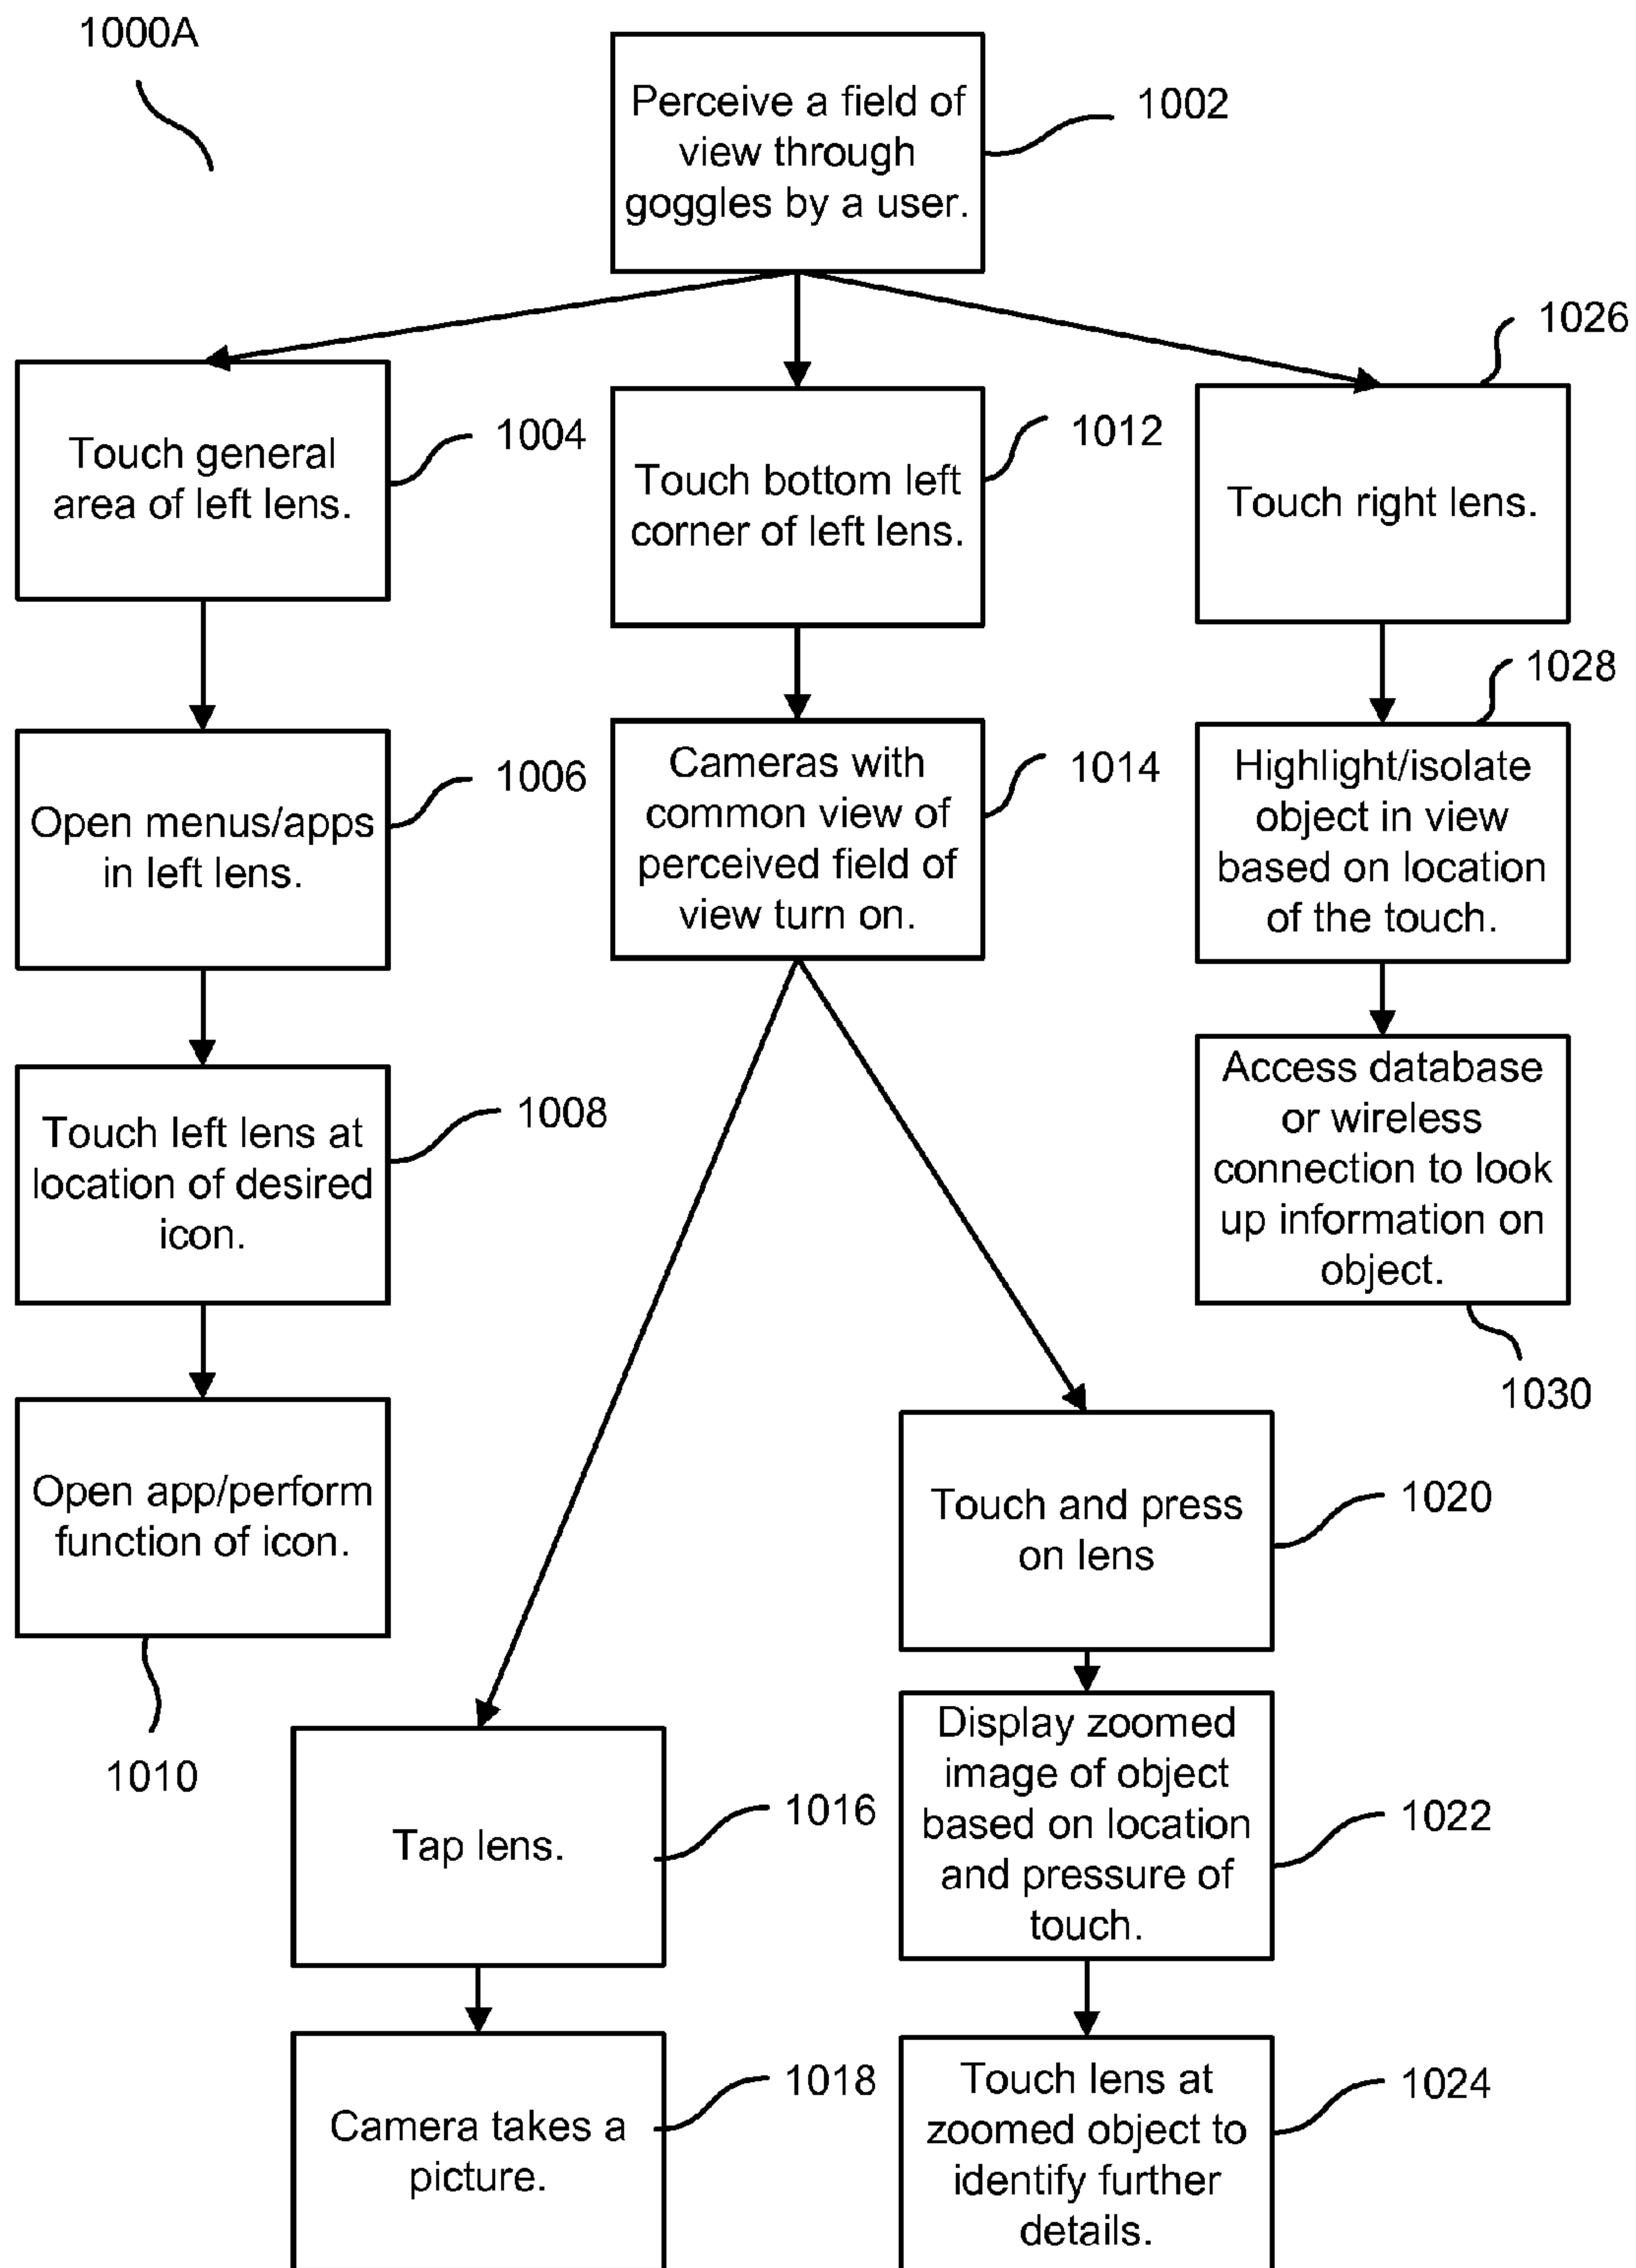 1000A
Perceive a field of
view through
goggles by a user.
1002
Touch general
area of left lens.
1004
Open menus/apps
in left lens.
1006
Touch left lens at
location of desired
icon.
1008
Open app/perform
function of icon.
1010
Touch bottom left
corner of left lens.
1012
Cameras with
common view of
perceived field of
view turn on.
1014
Tap lens.
1016
Camera takes a
picture.
1018
Touch and press
on lens
1020
Display zoomed
image of object
based on location
and pressure of
touch.
1022
Touch lens at
zoomed object to
identify further
details.
1024
1026
Touch right lens.
1028
Highlight/isolate
object in view
based on location
of the touch.
Access database
or wireless
connection to look
up information on
object.
1030